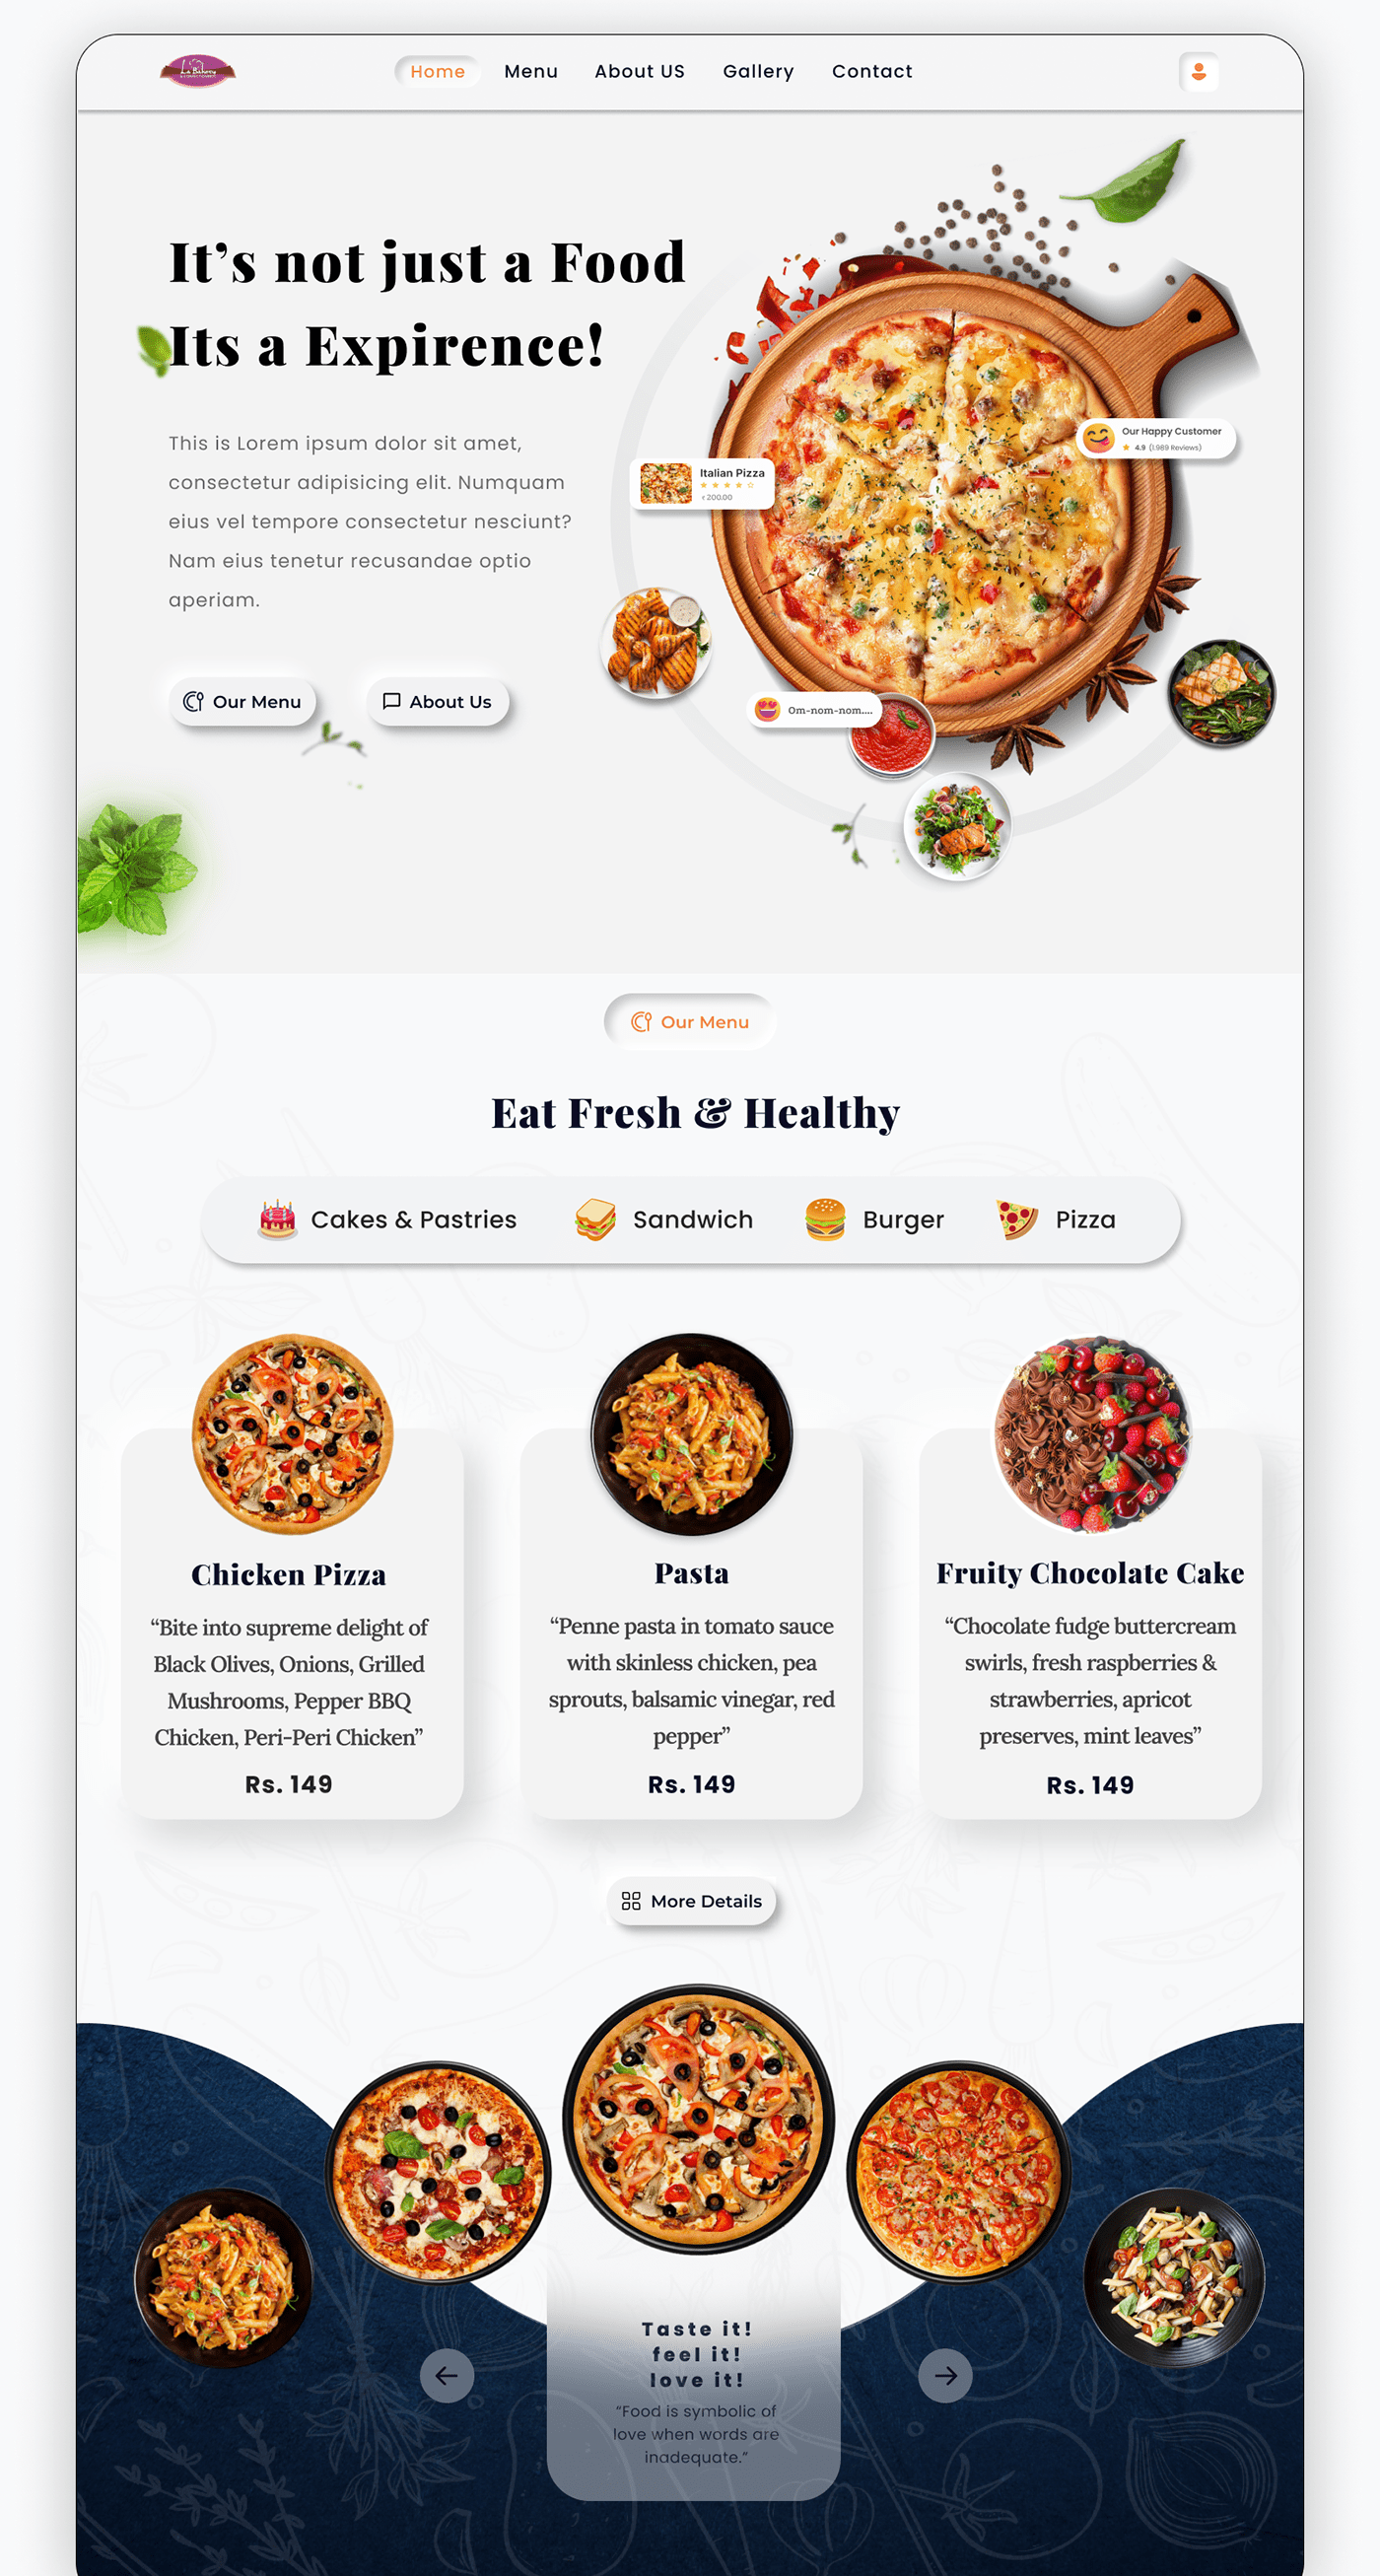 La Bakery
Home Menu About US Gallery Contact
It’s not just a Food
Its a Expirence!
This is Lorem ipsum dolor sit amet,
consectetur adipisicing elit. Numquam
eius vel tempore consectetur nesciunt?
Nam eius tenetur recusandae optio
aperiam.
Our Menu
About Us
Our Happy Customer
4.9 (1.989 Reviews)
Italian Pizza
₹ 200.00
Om-nom-nom....
Our Menu
Eat Fresh & Healthy
Cakes & Pastries Sandwich Burger Pizza
Chicken Pizza
“Bite into supreme delight of
Black Olives, Onions, Grilled
Mushrooms, Pepper BBQ
Chicken, Peri-Peri Chicken”
Rs. 149
Pasta
“Penne pasta in tomato sauce
with skinless chicken, pea
sprouts, balsamic vinegar, red
pepper”
Rs. 149
Fruity Chocolate Cake
“Chocolate fudge buttercream
swirls, fresh raspberries &
strawberries, apricot
preserves, mint leaves”
Rs. 149
More Details
Taste it!
feel it!
love it!
“Food is symbolic of
love when words are
inadequate.”